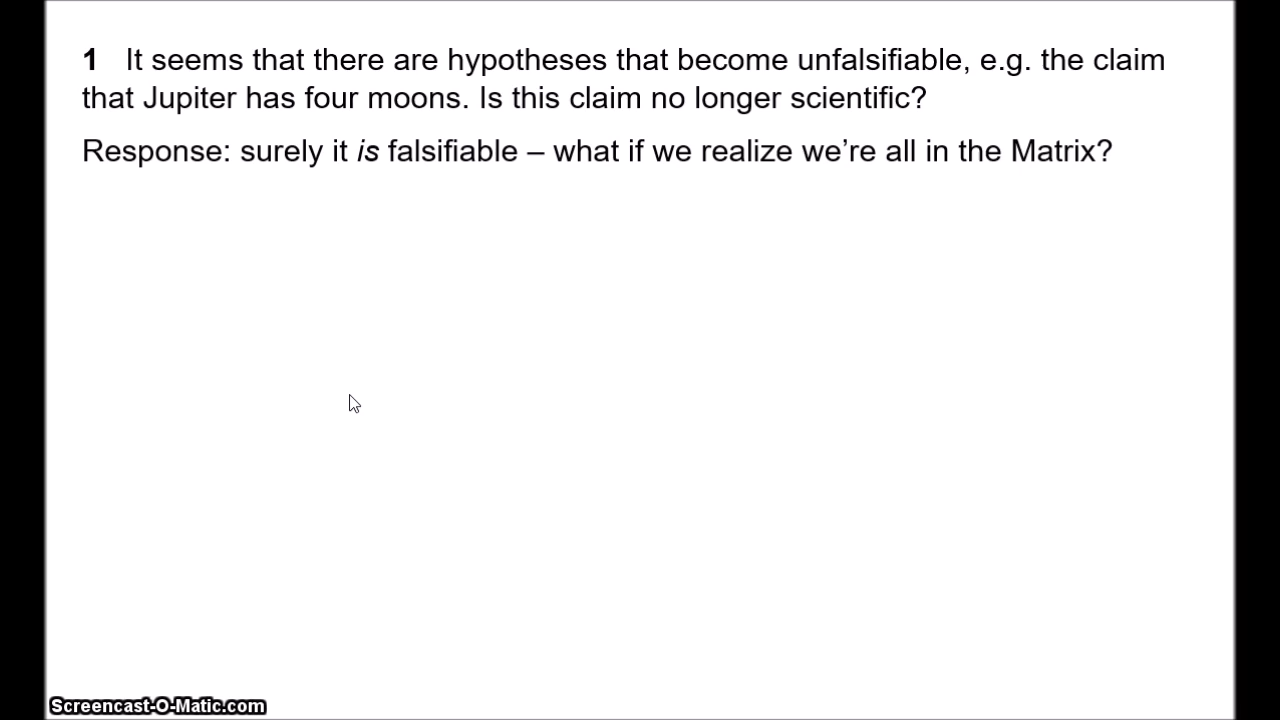 1 It seems that there are hypotheses that become unfalsifiable, e.g. the claim
that Jupiter has four moons. Is this claim no longer scientific?
Response: surely it is falsifiable – what if we realize we’re all in the Matrix?
Screencast-O-Matic.com